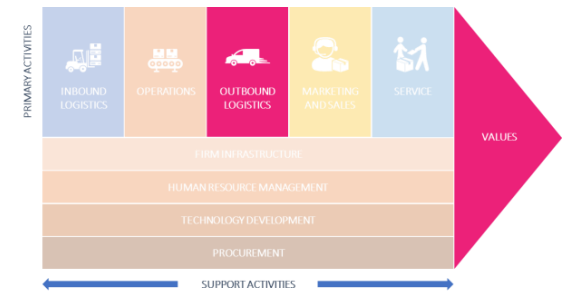 PRIMARY ACTIVITIES
INBOUND
LOGISTICS
OPERATIONS
OUTBOUND
LOGISTICS
MARKETING
AND SALES
SERVICE
VALUES
FIRM INFRASTRUCTURE
HUMAN RESOURCE MANAGEMENT
TECHNOLOGY DEVELOPMENT
PROCUREMENT
SUPPORT ACTIVITIES